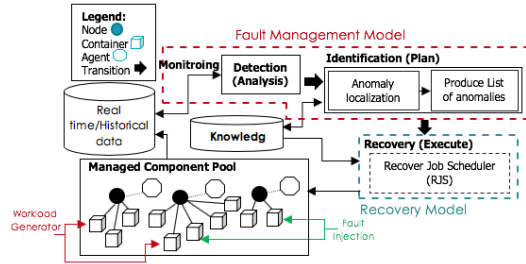 Legend:
Node
Container
Agent
Transition
Fault Management Model
Monitroing
Detection
(Analysis)
Identification (Plan)
Anomaly
localization
Produce List
of anomalies
Real
time/Historical
data
Knowledg
Recovery (Execute)
Recover Job Scheduler
(RJS)
Recovery Model
Managed Component Pool
Workload
Generator
Fault
Injection